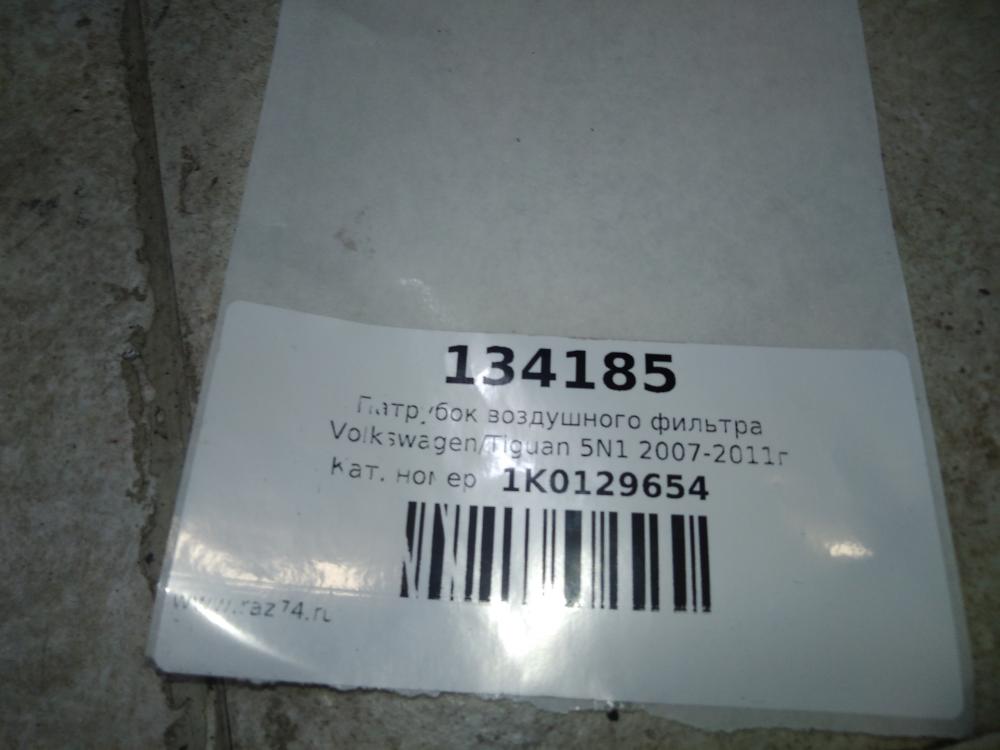 134185
Патрубок воздушного фильтра
Volkswagen/Tiguan 5N1 2007-2011г
Кат. номер 1K0129654
www.raz74.ru